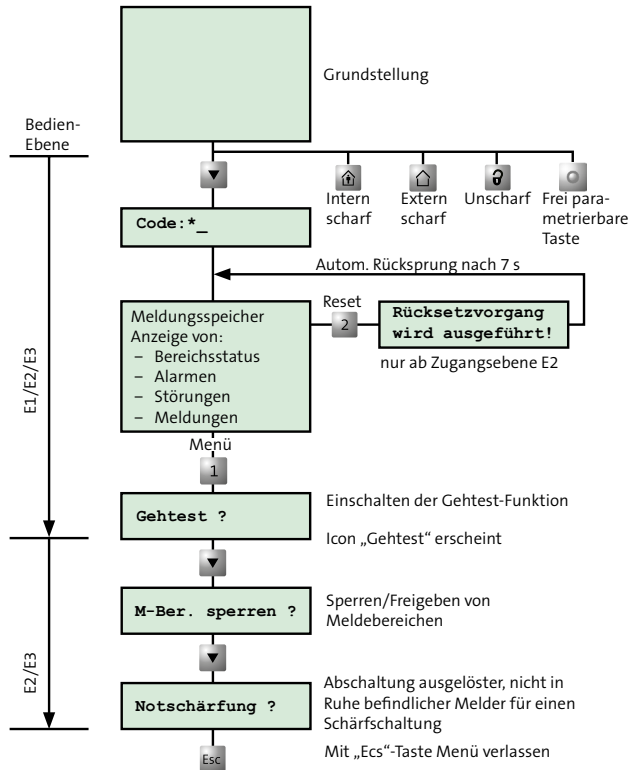 Grundstellung
Bedien-
Ebene
Intern
scharf
Extern
scharf
Unscharf
Frei para-
metrierbare
Taste
Code:*_
Autom. Rücksprung nach 7 s
Meldungsspeicher
Anzeige von:
– Bereichsstatus
– Alarmen
– Störungen
– Meldungen
Reset
2
Rücksetzvorgang
wird ausgeführt!
nur ab Zugangsebene E2
E1/E2/E3
Menü
1
Gehtest ?
Einschalten der Gehtest-Funktion
Icon „Gehtest“ erscheint
M-Ber. sperren ?
Sperren/Freigeben von
Meldebereichen
E2/E3
Notschärfung ?
Abschaltung ausgelöster, nicht in
Ruhe befindlicher Melder für einen
Schärfschaltung
Esc
Mit „Ecs“-Taste Menü verlassen